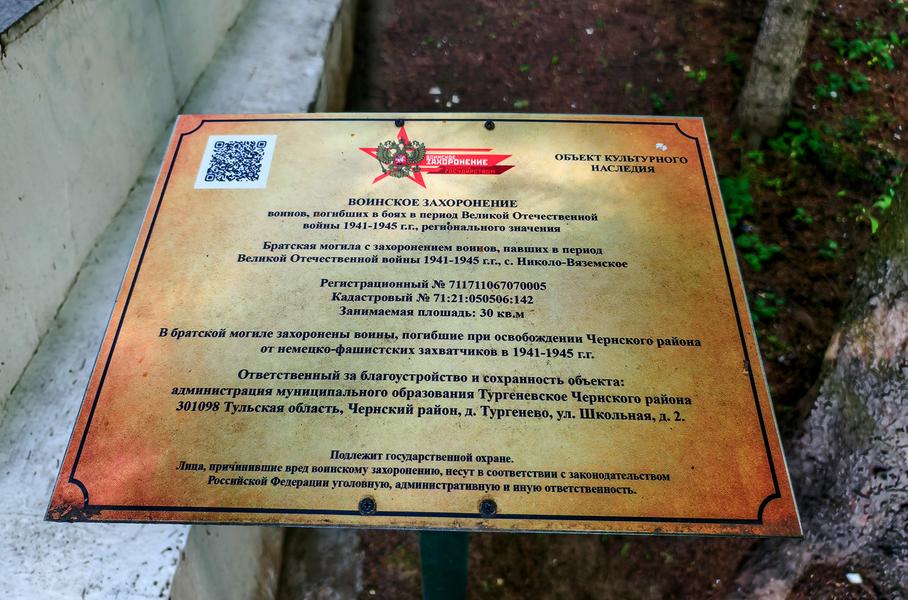 ВОИНСКОЕ
ЗАХОРОНЕНИЕ
ГОСУДАРСТВОМ
ОБЪЕКТ КУЛЬТУРНОГО
НАСЛЕДИЯ
ВОИНСКОЕ ЗАХОРОНЕНИЕ
воинов, погибших в боях в период Великой Отечественной
войны 1941-1945 г.г., регионального значения
Братская могила с захоронением воинов, павших в период
Великой Отечественной войны 1941-1945 г.г., с. Николо-Вяземское
Регистрационный № 711711067070005
Кадастровый № 71:21:050506:142
Занимаемая площадь: 30 кв.м
В братской могиле захоронены воины, погибшие при освобождении Чернского района
от немецко-фашистских захватчиков в 1941-1945 г.г.
Ответственный за благоустройство и сохранность объекта:
администрация муниципального образования Тургеневское Чернского района
301098 Тульская область, Чернский район, д. Тургенево, ул. Школьная, д. 2.
Подлежит государственной охране.
Лица, причинившие вред воинскому захоронению, несут в соответствии с законодательством
Российской Федерации уголовную, административную и иную ответственность.